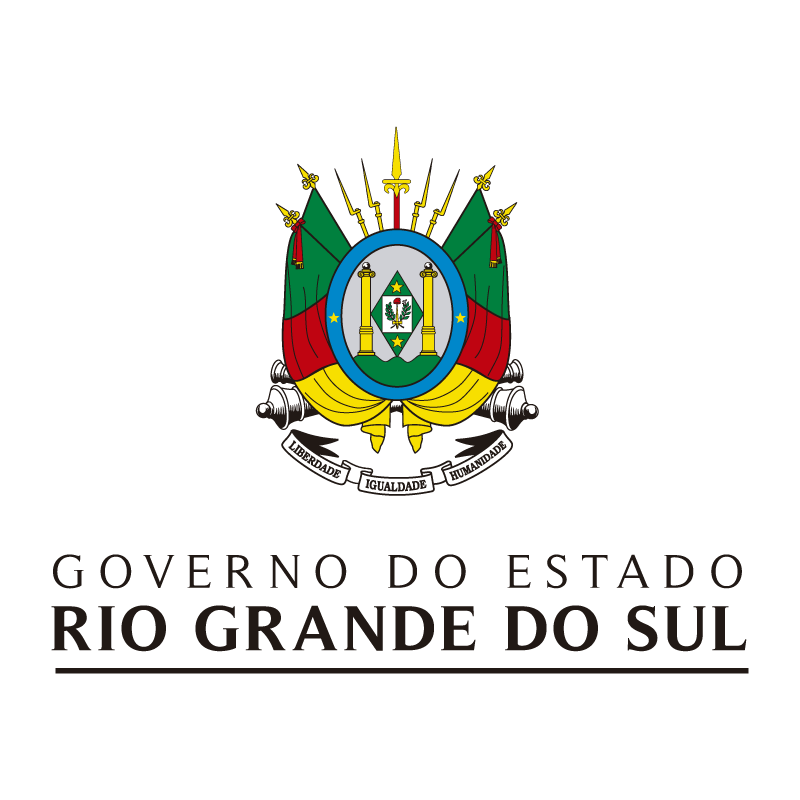 LIBERDADE IGUALDADE HUMANIDADE
GOVERNO DO ESTADO
RIO GRANDE DO SUL